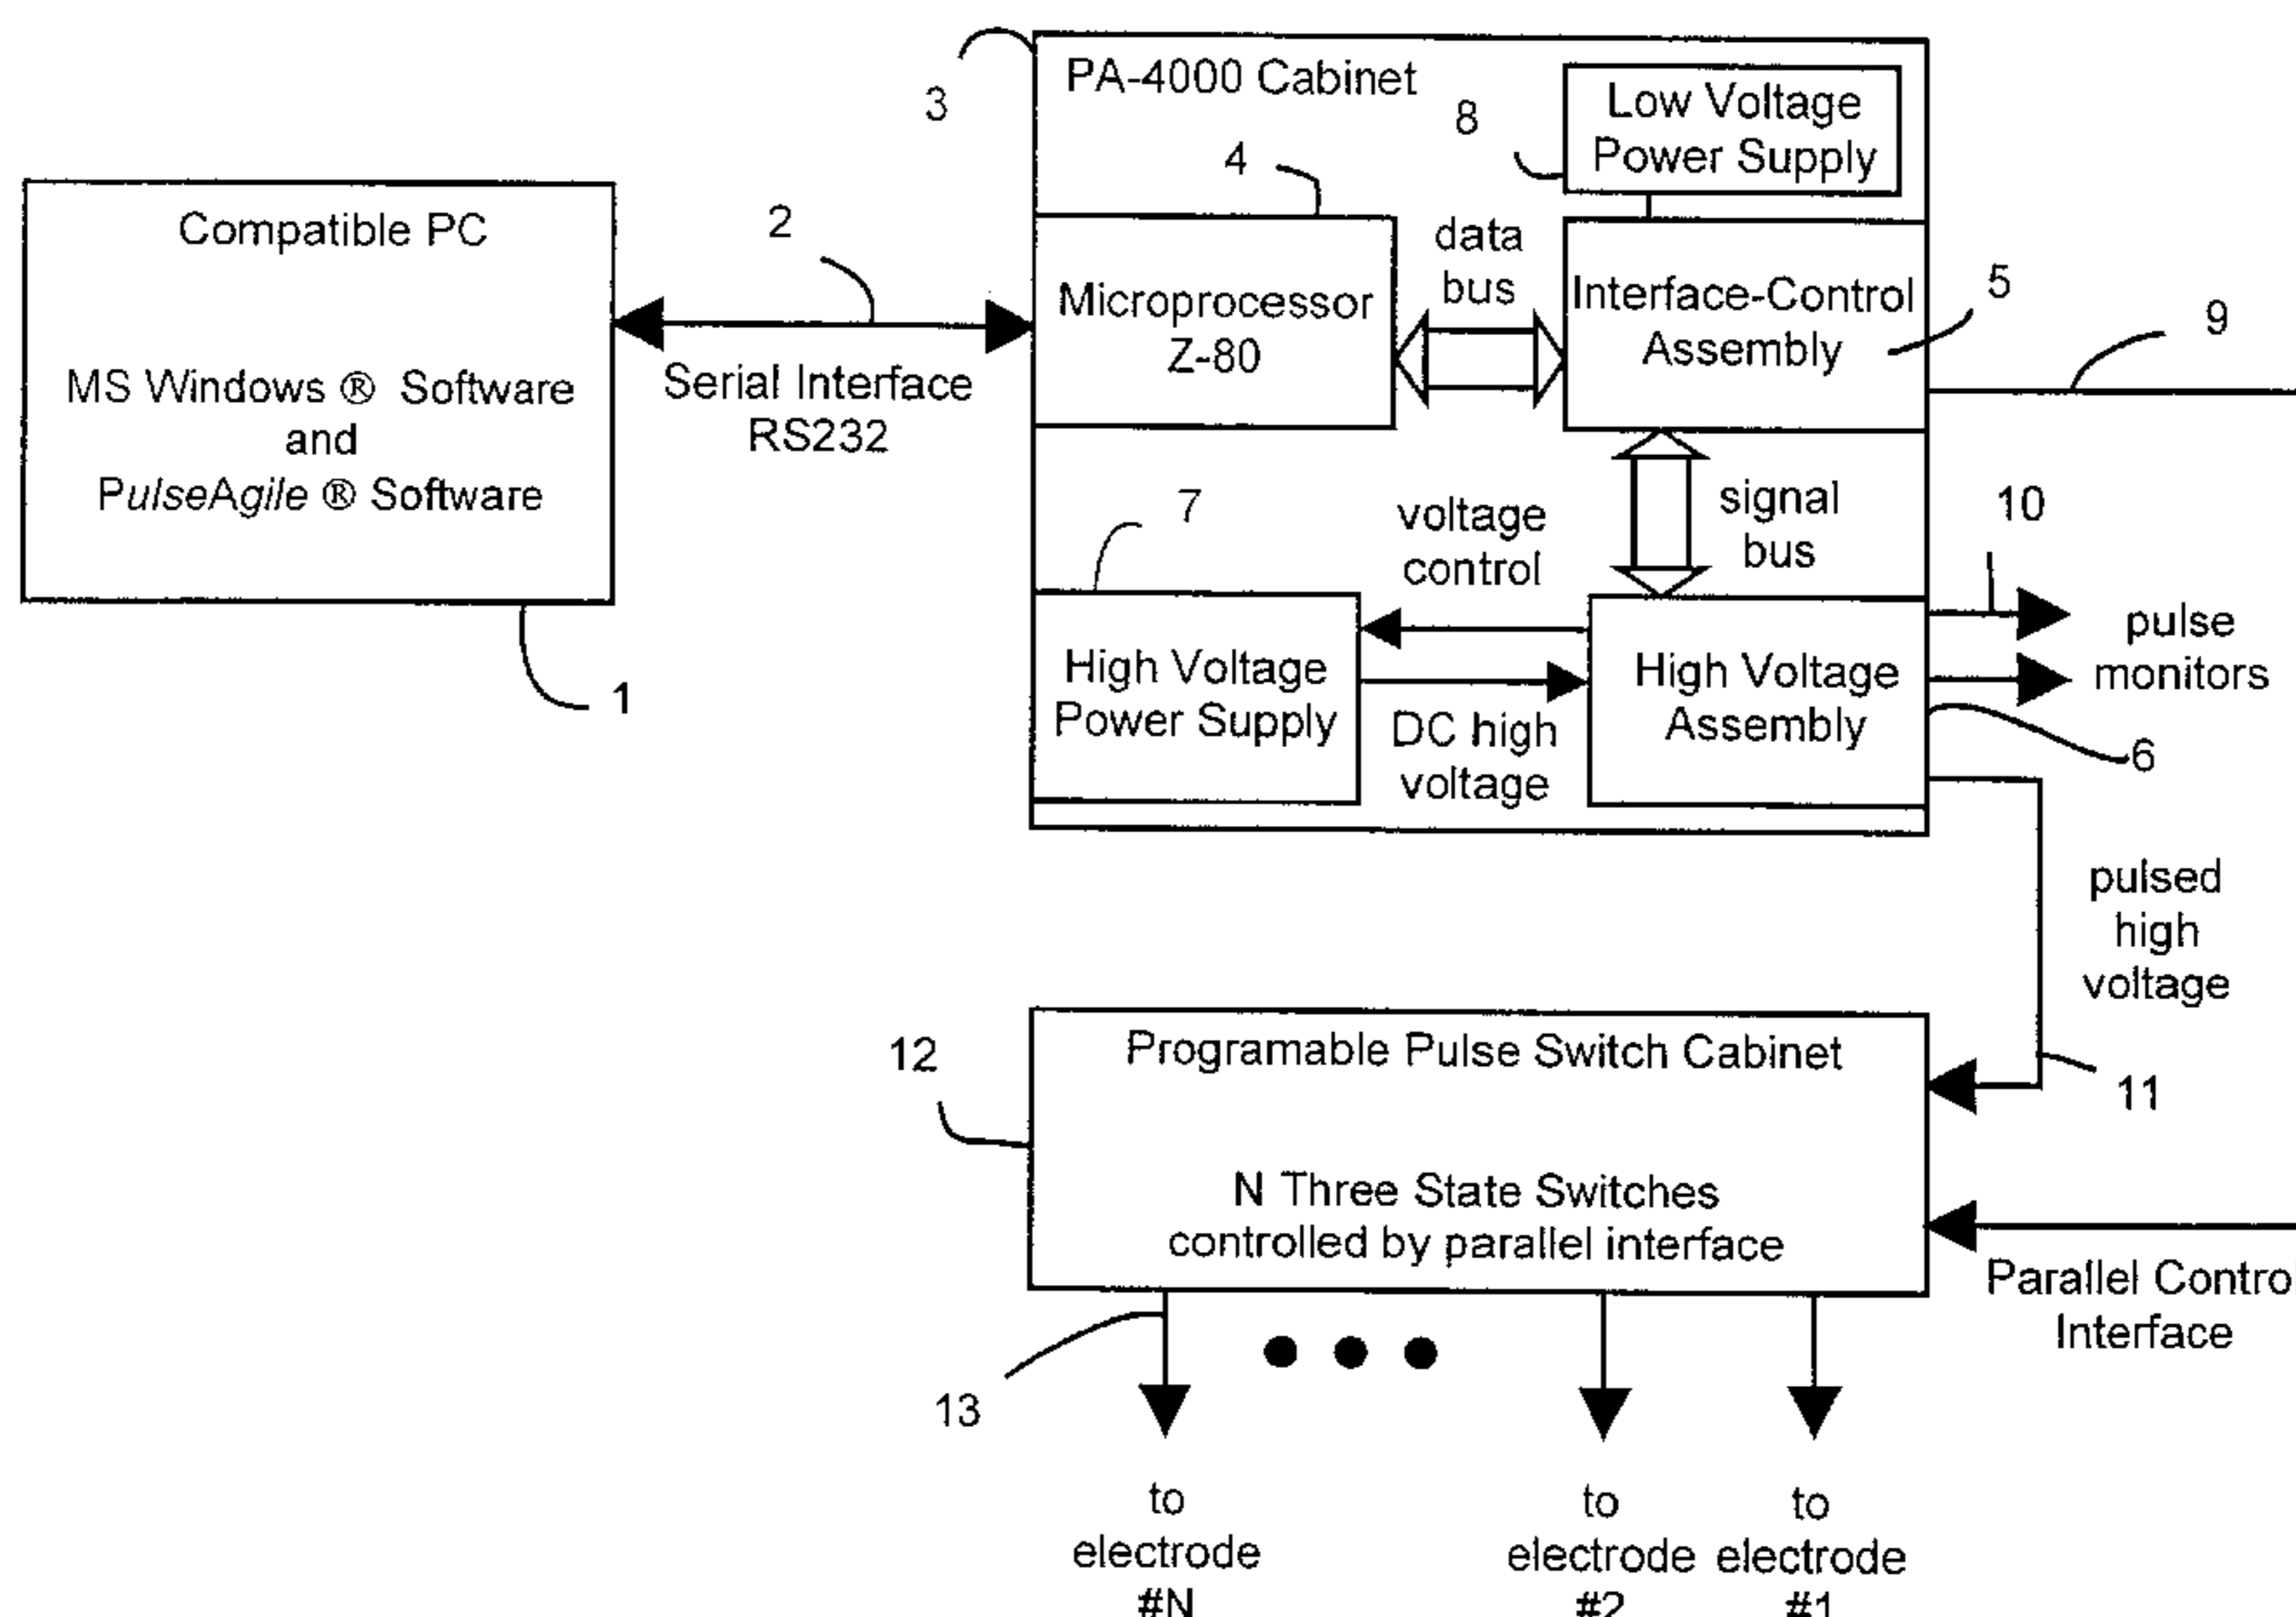 3
PA-4000 Cabinet
8
Low Voltage
Power Supply
4
Compatible PC
MS Windows ® Software
and
PulseAgile ® Software
1
2
Serial Interface
RS232
Microprocessor
Z-80
data
bus
Interface-Control
Assembly
5
9
signal
bus
10
7
voltage
control
High Voltage
Power Supply
DC high
voltage
High Voltage
Assembly
pulse
monitors
6
pulsed
high
voltage
11
12
Programable Pulse Switch Cabinet
N Three State Switches
controlled by parallel interface
Parallel Control
Interface
13
to
electrode
#N
to
electrode
#2
to
electrode
#1